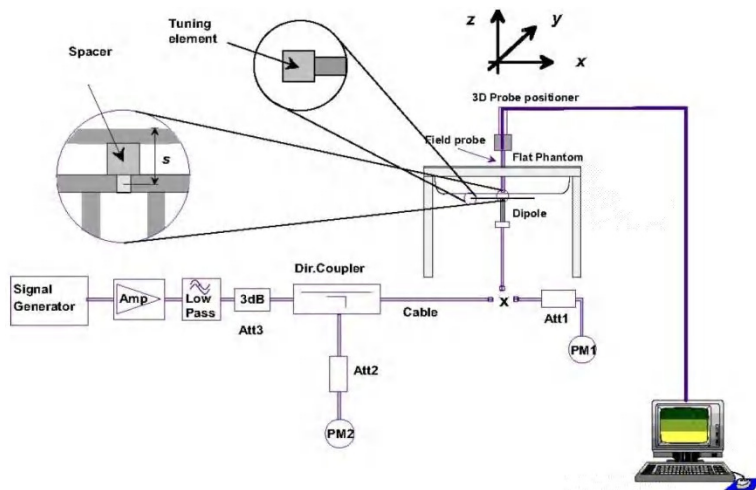 Tuning
element
Spacer
s
z
y
x
3D Probe positioner
Field probe
Flat Phantom
Dipole
Dir.Coupler
Signal
Generator
Amp
Low
Pass
3dB
Att3
Cable
x
Att1
PM1
Att2
PM2